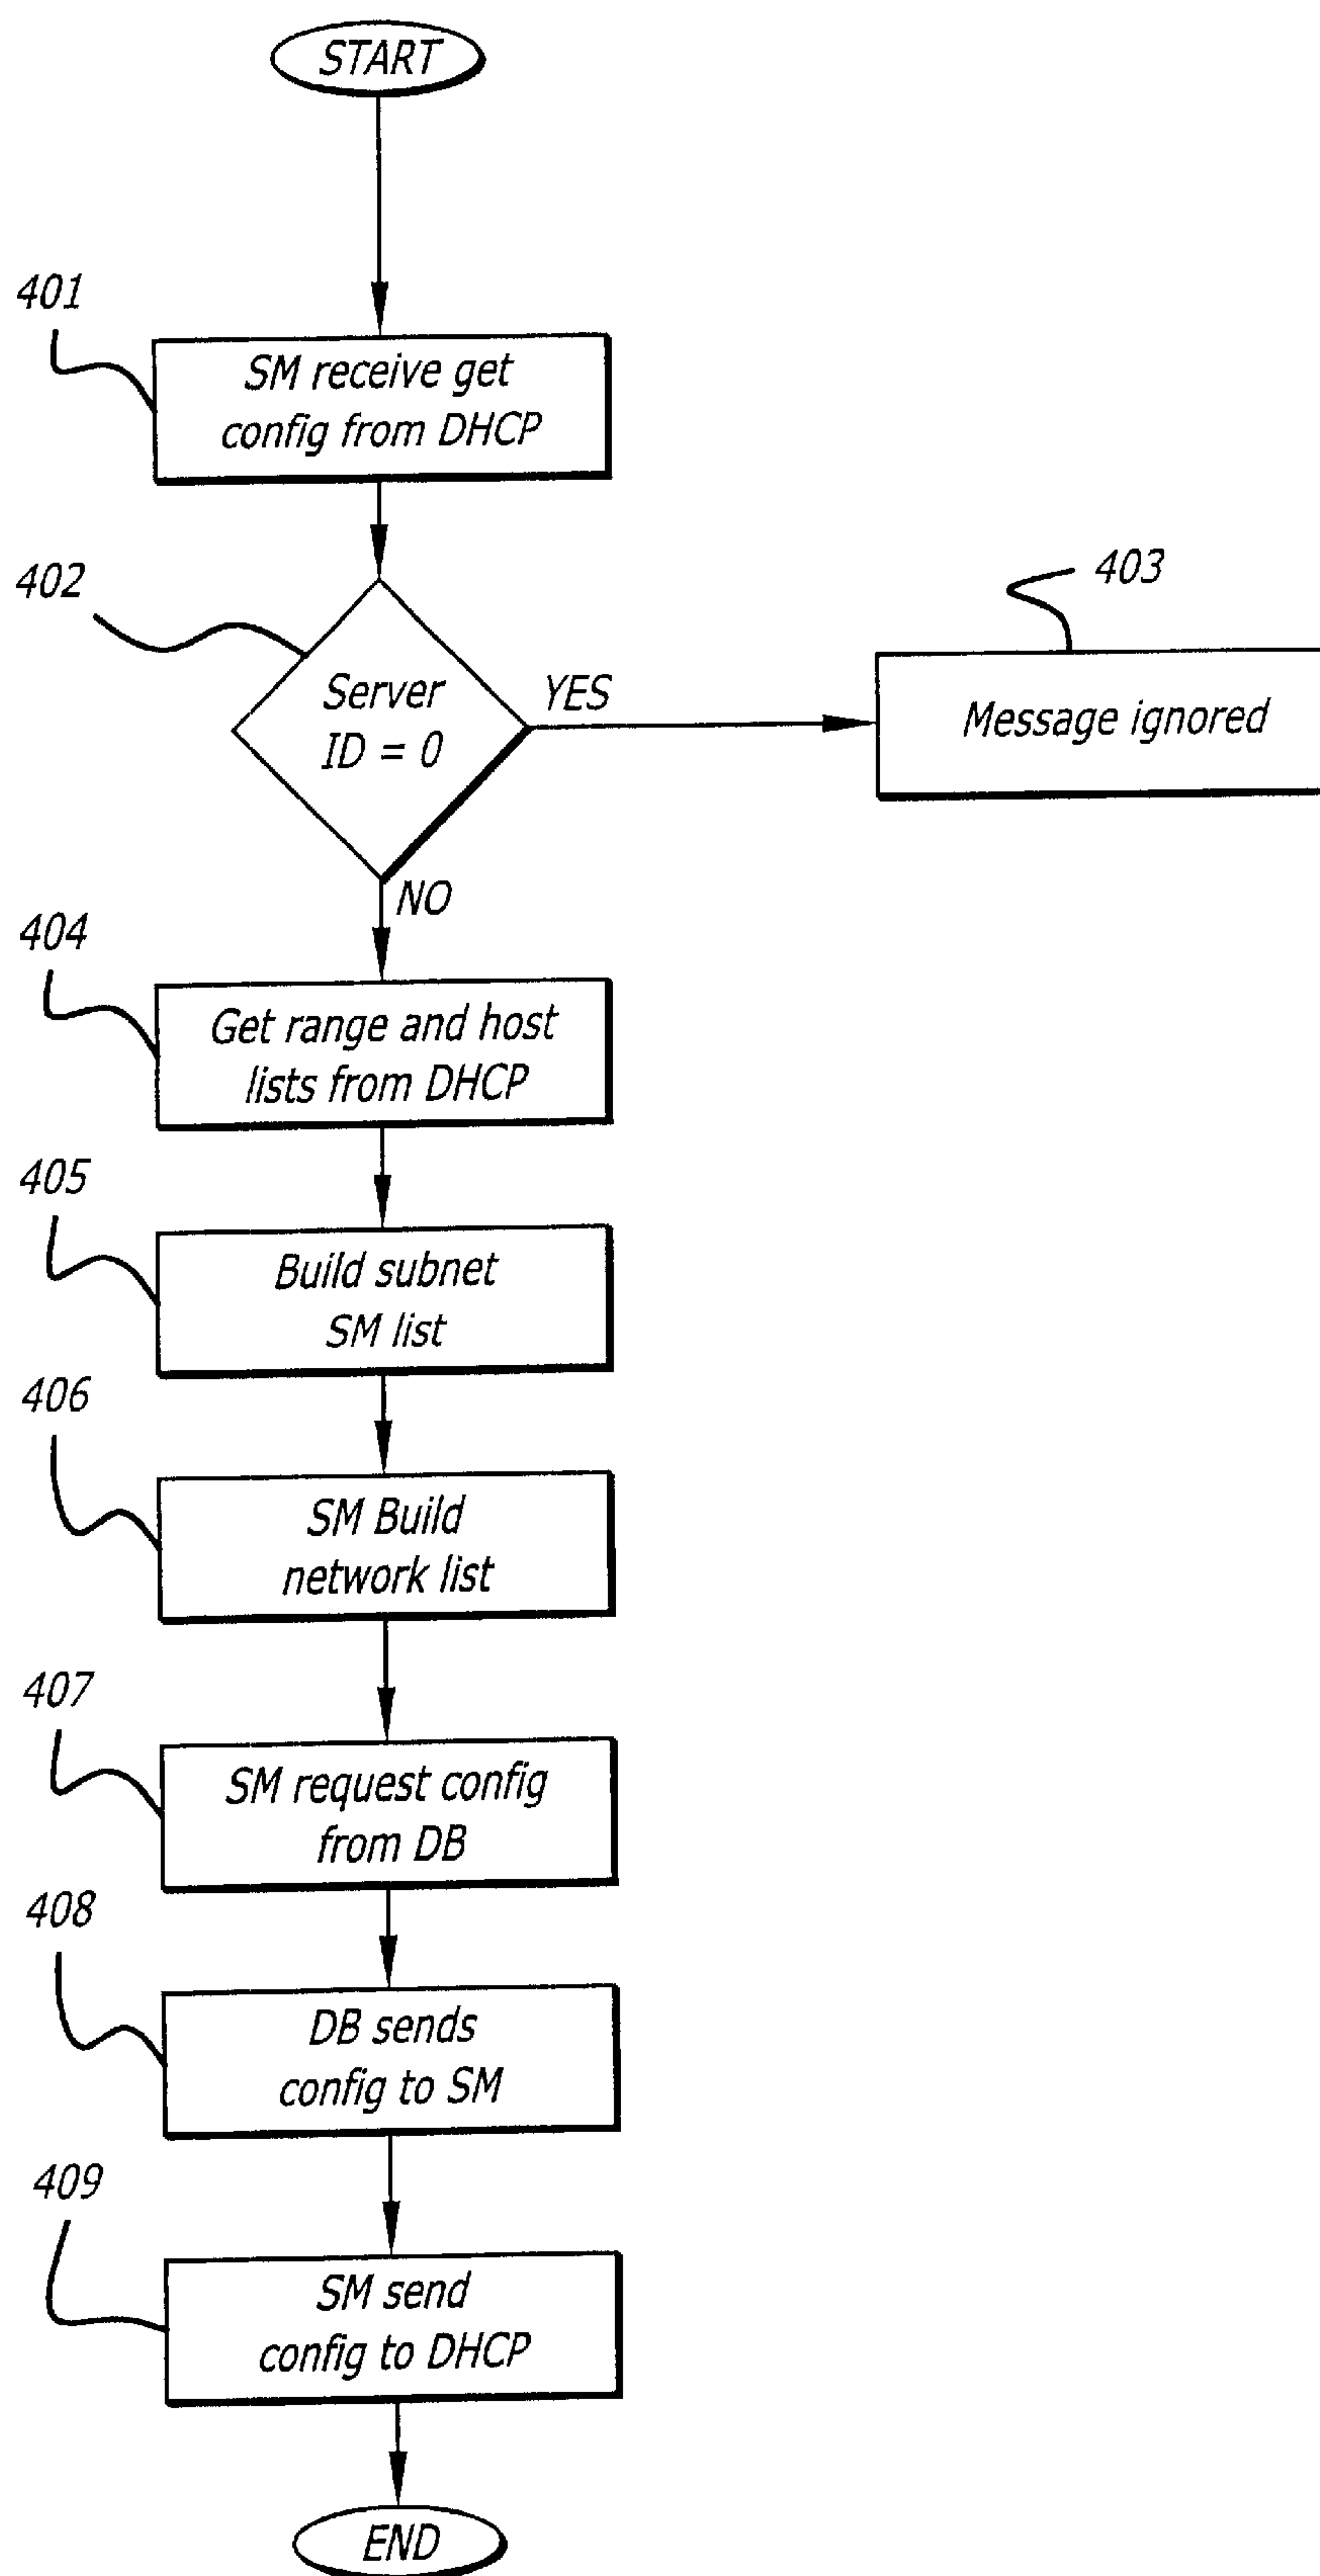 START
401
SM receive get
config from DHCP
402
Server
ID = 0
YES
403
Message ignored
NO
404
Get range and host
lists from DHCP
405
Build subnet
SM list
406
SM Build
network list
407
SM request config
from DB
408
DB sends
config to SM
409
SM send
config to DHCP
END